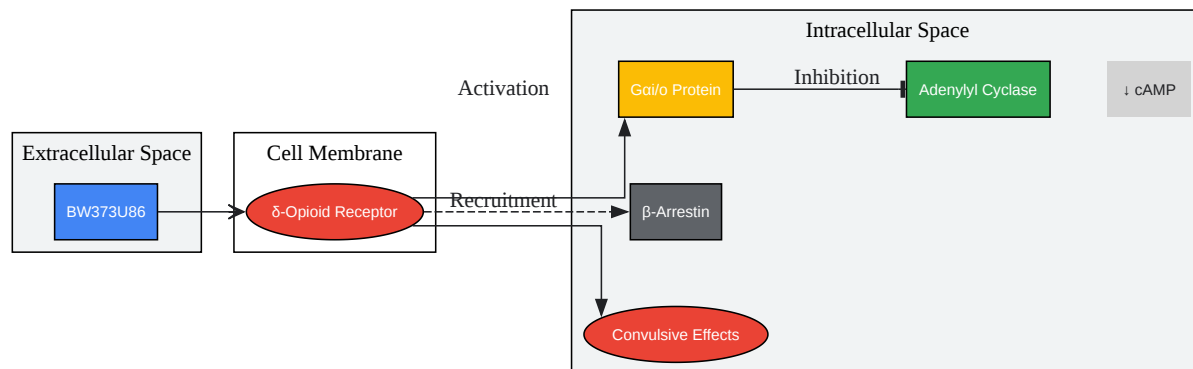 Intracellular Space
Activation
Gαi/o Protein
Inhibition
Adenylyl Cyclase
↓ cAMP
Extracellular Space
Cell Membrane
BW373U86
δ-Opioid Receptor
Recruitment
β-Arrestin
Convulsive Effects